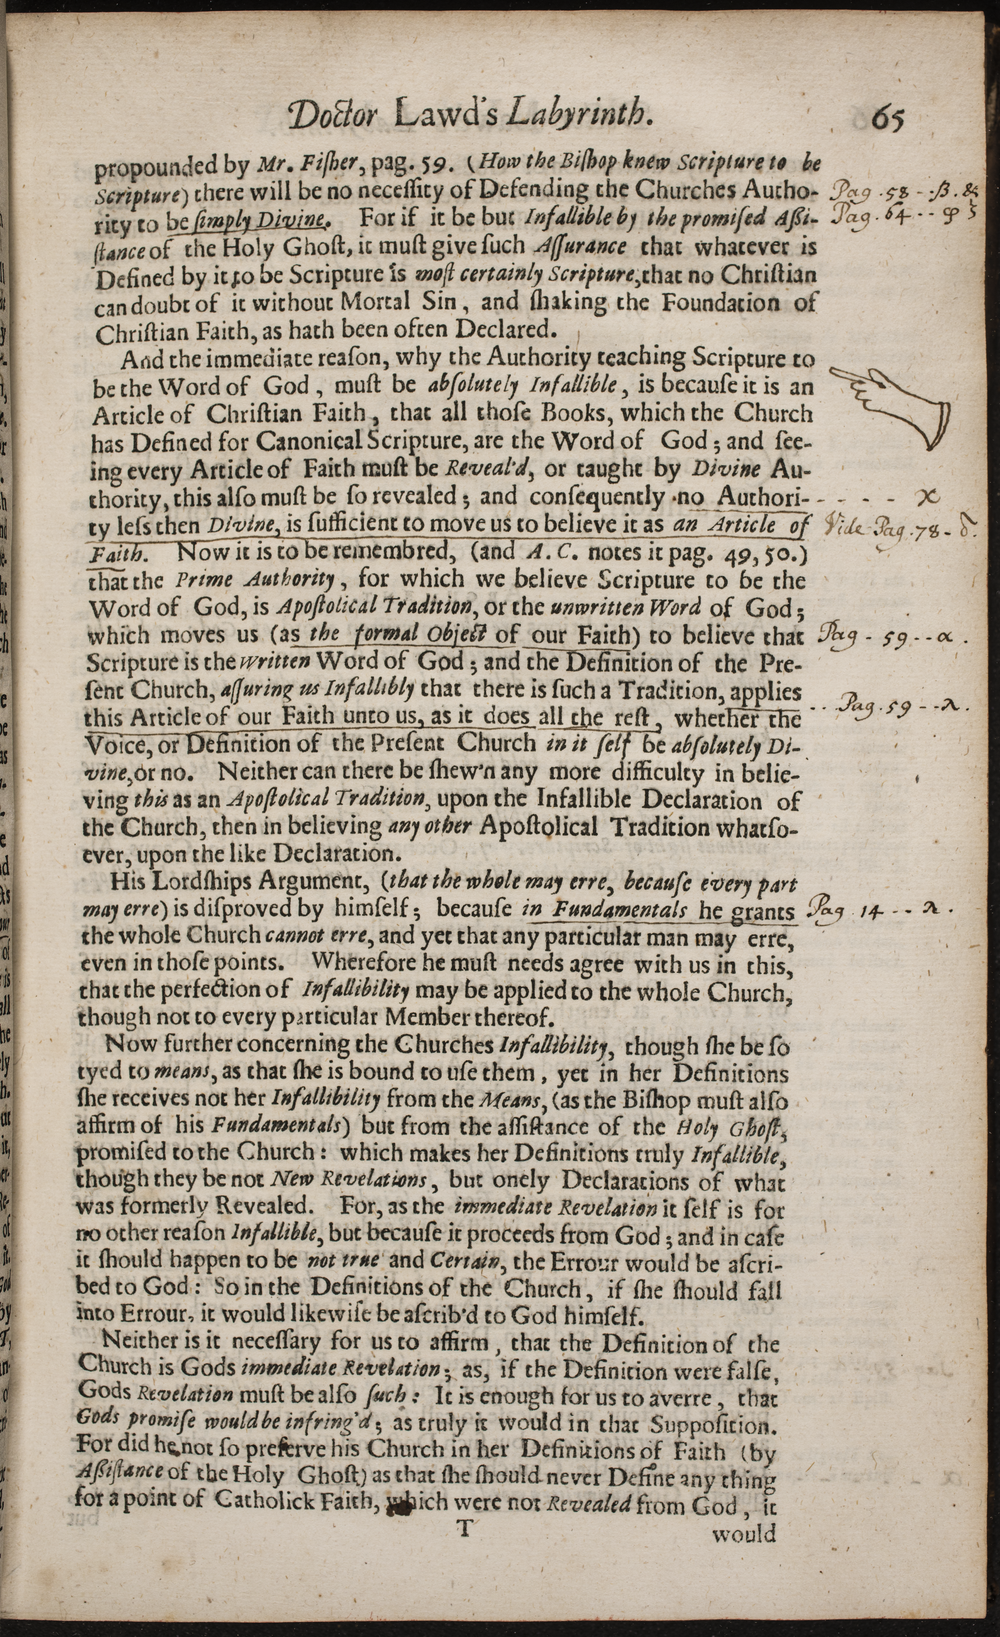 Doctor Lawd's Labyrinth. 65
propounded by Mr. Fiſher, pag. 59. (How the Biſhop knew Scripture to be
Scripture) there will be no neceſſity of Defending the Churches Autho- Pag. 58 - - β. &
rity to be ſimply Divine. For if it be but Infallible by the promiſed Aſſi- Pag. 64 - - φ
ſtance of the Holy Ghoſt, it muſt give ſuch Aſſurance that whatever is
Defined by it to be Scripture is moſt certainly Scripture, that no Chriſtian
can doubt of it without Mortal Sin, and ſhaking the Foundation of
Chriſtian Faith, as hath been often Declared.
And the immediate reaſon, why the Authority teaching Scripture to
be the Word of God, muſt be abſolutely Infallible, is becauſe it is an
Article of Chriſtian Faith, that all thoſe Books, which the Church
has Defined for Canonical Scripture, are the Word of God; and ſee-
ing every Article of Faith muſt be Reveal'd, or taught by Divine Au-
thority, this alſo muſt be ſo revealed; and conſequently no Authori- - - - - x
ty leſs then Divine, is ſufficient to move us to believe it as an Article of Vide Pag. 78 - δ.
Faith. Now it is to be remembred, (and A. C. notes it pag. 49, 50.)
that the Prime Authority, for which we believe Scripture to be the
Word of God, is Apoſtolical Tradition, or the unwritten Word of God;
which moves us (as the formal Object of our Faith) to believe that Pag - 59 - - α.
Scripture is the written Word of God; and the Definition of the Pre-
ſent Church, aſſuring us Infallibly that there is ſuch a Tradition, applies
this Article of our Faith unto us, as it does all the reſt, whether the - - Pag. 59 - - λ.
Voice, or Definition of the Preſent Church in it ſelf be abſolutely Di-
vine, or no. Neither can there be ſhew'n any more difficulty in belie-
ving this as an Apoſtolical Tradition, upon the Infallible Declaration of
the Church, then in believing any other Apoſtolical Tradition whatſo-
ever, upon the like Declaration.
His Lordſhips Argument, (that the whole may erre, becauſe every part
may erre) is diſproved by himſelf; becauſe in Fundamentals he grants Pag 14 - - λ.
the whole Church cannot erre, and yet that any particular man may erre,
even in thoſe points. Wherefore he muſt needs agree with us in this,
that the perfection of Infallibility may be applied to the whole Church,
though not to every particular Member thereof.
Now further concerning the Churches Infallibility, though ſhe be ſo
tyed to means, as that ſhe is bound to uſe them, yet in her Definitions
ſhe receives not her Infallibility from the Means, (as the Biſhop muſt alſo
affirm of his Fundamentals) but from the aſſiſtance of the Holy Ghoſt,
promiſed to the Church: which makes her Definitions truly Infallible,
though they be not New Revelations, but onely Declarations of what
was formerly Revealed. For, as the immediate Revelation it ſelf is for
no other reaſon Infallible, but becauſe it proceeds from God; and in caſe
it ſhould happen to be not true and Certain, the Errour would be aſcri-
bed to God: So in the Definitions of the Church, if ſhe ſhould fall
into Errour, it would likewiſe be aſcrib'd to God himſelf.
Neither is it neceſſary for us to affirm, that the Definition of the
Church is Gods immediate Revelation; as, if the Definition were falſe,
Gods Revelation muſt be alſo ſuch: It is enough for us to averre, that
Gods promiſe would be infring'd; as truly it would in that Suppoſition.
For did he not ſo preſerve his Church in her Definitions of Faith (by
Aſſiſtance of the Holy Ghoſt) as that ſhe ſhould never Define any thing
for a point of Catholick Faith, which were not Revealed from God, it
T would